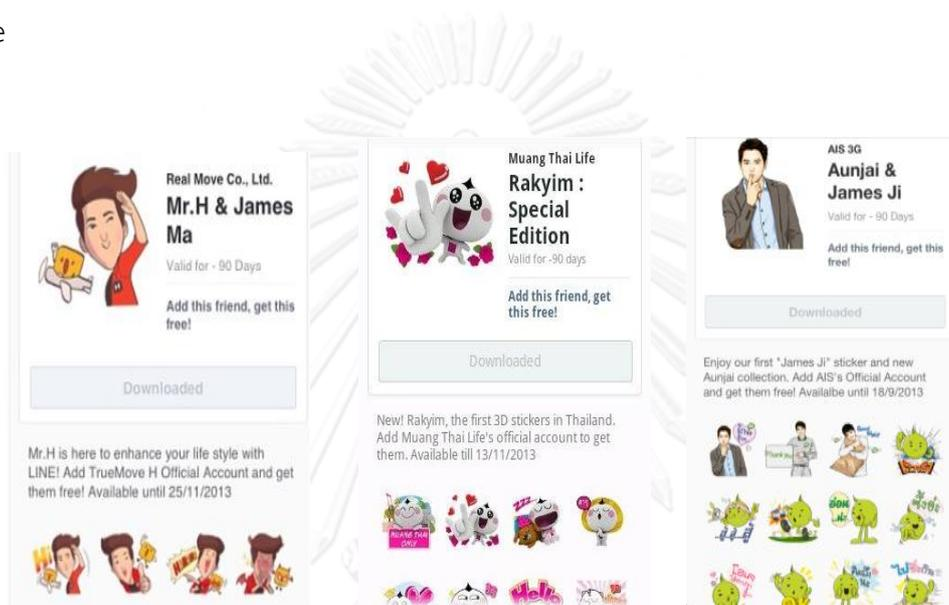 e
Real Move Co., Ltd.
Mr.H & James
Ma
Valid for - 90 Days
Add this friend, get this
free!
Downloaded
Mr.H is here to enhance your life style with
LINE! Add TrueMove H Official Account and get
them free! Available until 25/11/2013
Muang Thai Life
Rakyim :
Special
Edition
Valid for -90 days
Add this friend, get
this free!
Downloaded
New! Rakyim, the first 3D stickers in Thailand.
Add Muang Thai Life's official account to get
them. Available till 13/11/2013
MUANG THAI
ONLY
ZZZ
Hello
AIS 3G
Aunjai &
James Ji
Valid for - 90 Days
Add this friend, get this
free!
Downloaded
Enjoy our first "James Ji" sticker and new
Aunjai collection. Add AIS's Official Account
and get them free! Availalbe until 18/9/2013